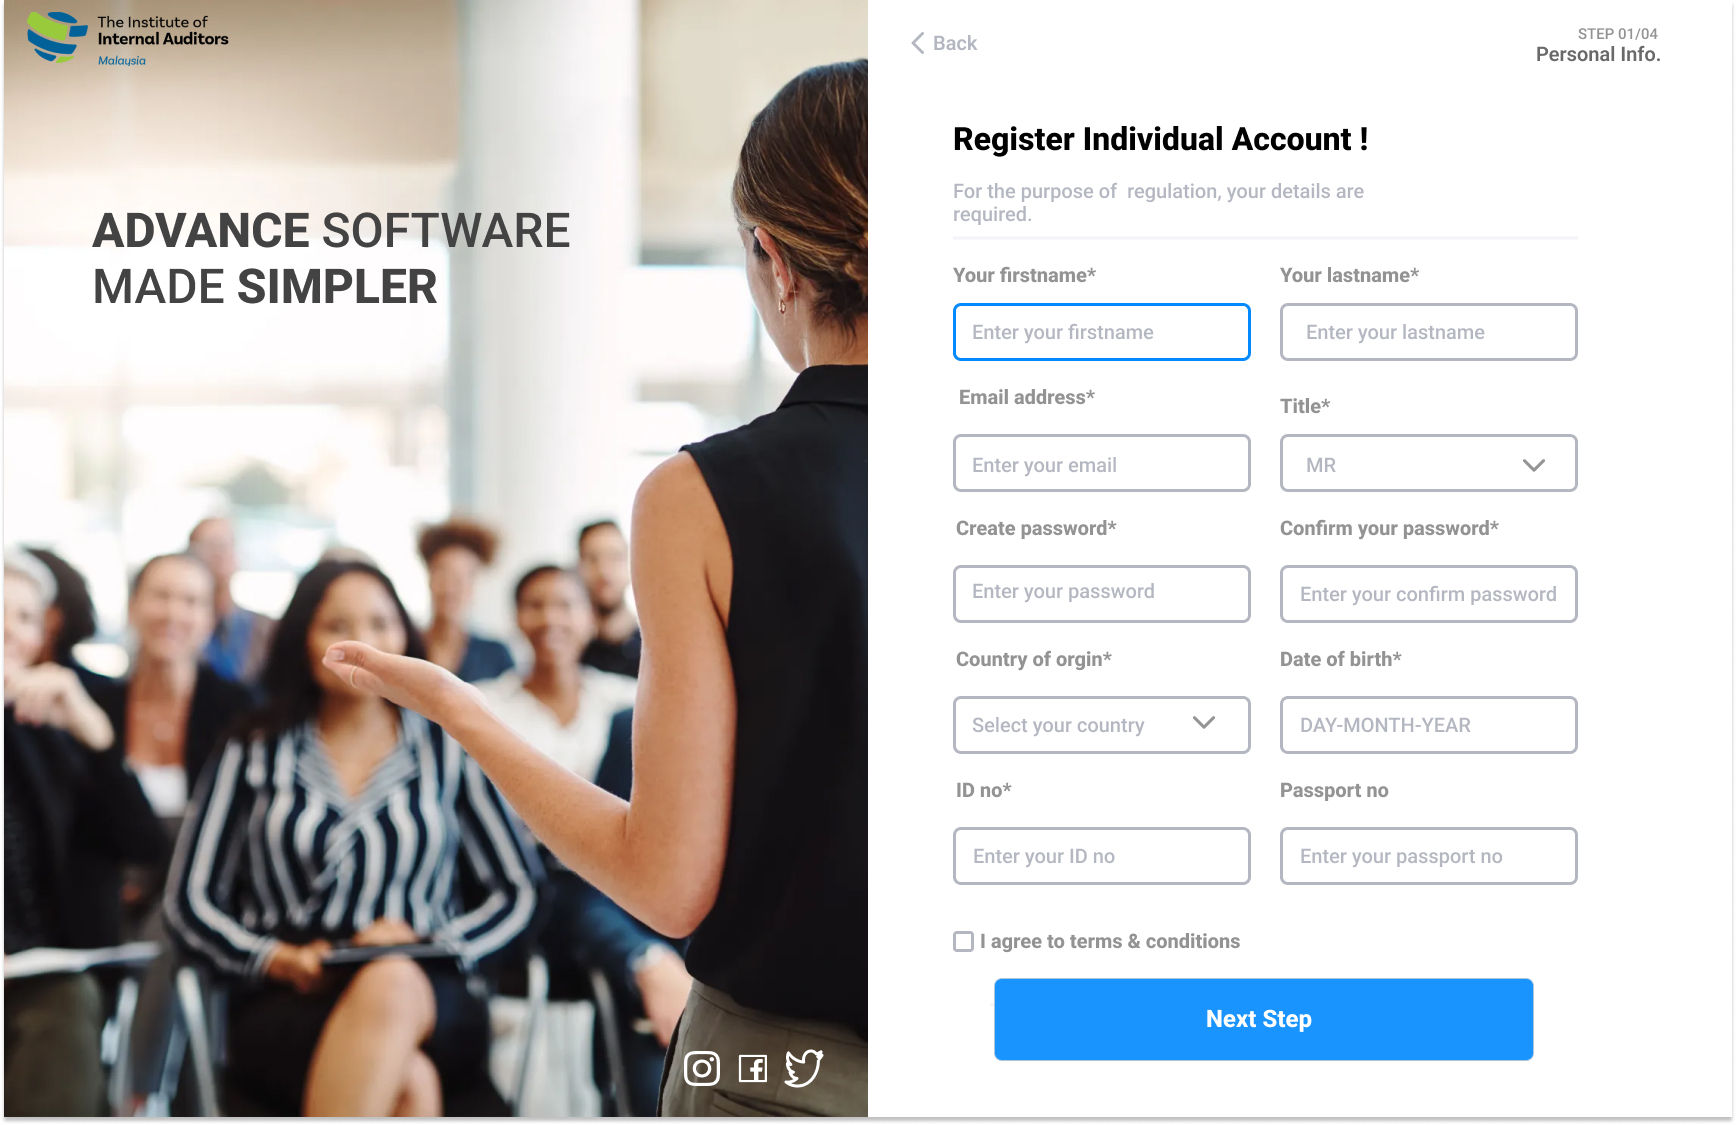 The Institute of
Internal Auditors
Malaysia
ADVANCE SOFTWARE
MADE SIMPLER
Back
STEP 01/04
Personal Info.
Register Individual Account !
For the purpose of  regulation, your details are
required.
Your firstname*
Your lastname*
Enter your firstname
Enter your lastname
Email address*
Title*
Enter your email
MR
Create password*
Confirm your password*
Enter your password
Enter your confirm password
Country of orgin*
Date of birth*
Select your country
DAY-MONTH-YEAR
ID no*
Passport no
Enter your ID no
Enter your passport no
I agree to terms & conditions
Next Step